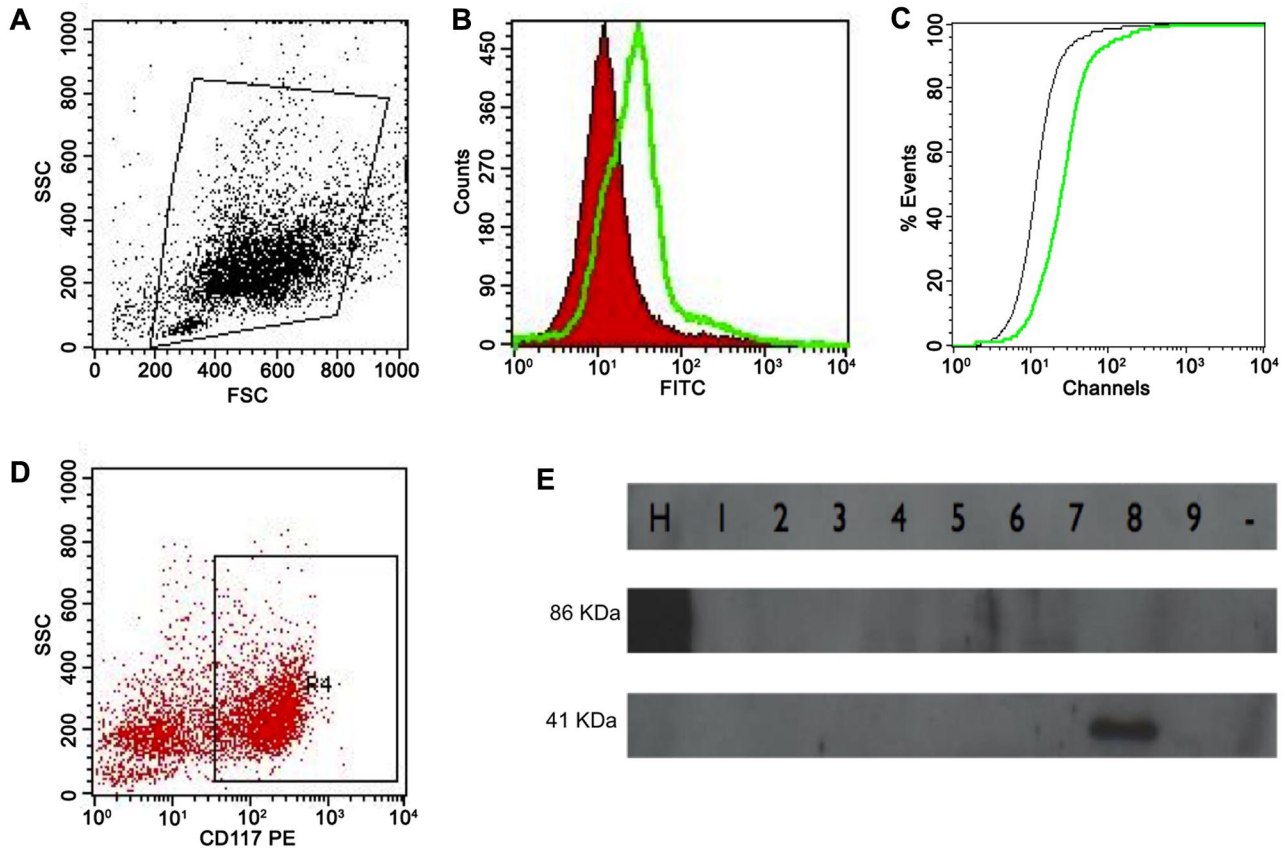 A
1000
800
600
400
200
0
SSC
0 200 400 600 800 1000
FSC
B
450
360
270
180
90
0
Counts
10⁰ 10¹ 10² 10³ 10⁴
FITC
C
100
80
60
40
20
0
% Events
10⁰ 10¹ 10² 10³ 10⁴
Channels
D
1000
800
600
400
200
0
SSC
R4
10⁰ 10¹ 10² 10³ 10⁴
CD117 PE
E
H 1 2 3 4 5 6 7 8 9 -
86 KDa
41 KDa